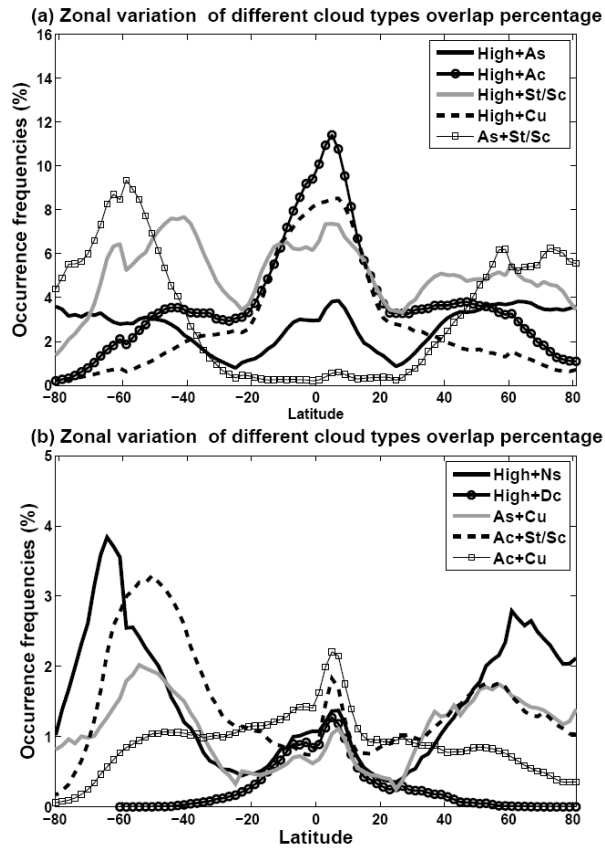 (a) Zonal variation of different cloud types overlap percentage
16
14
12
10
8
6
4
2
0
Occurrence frequencies (%)
High+As
High+Ac
High+St/Sc
High+Cu
As+St/Sc
−80 −60 −40 −20 0 20 40 60 80
Latitude
(b) Zonal variation of different cloud types overlap percentage
5
4
3
2
1
0
Occurrence frequencies (%)
High+Ns
High+Dc
As+Cu
Ac+St/Sc
Ac+Cu
−80 −60 −40 −20 0 20 40 60 80
Latitude